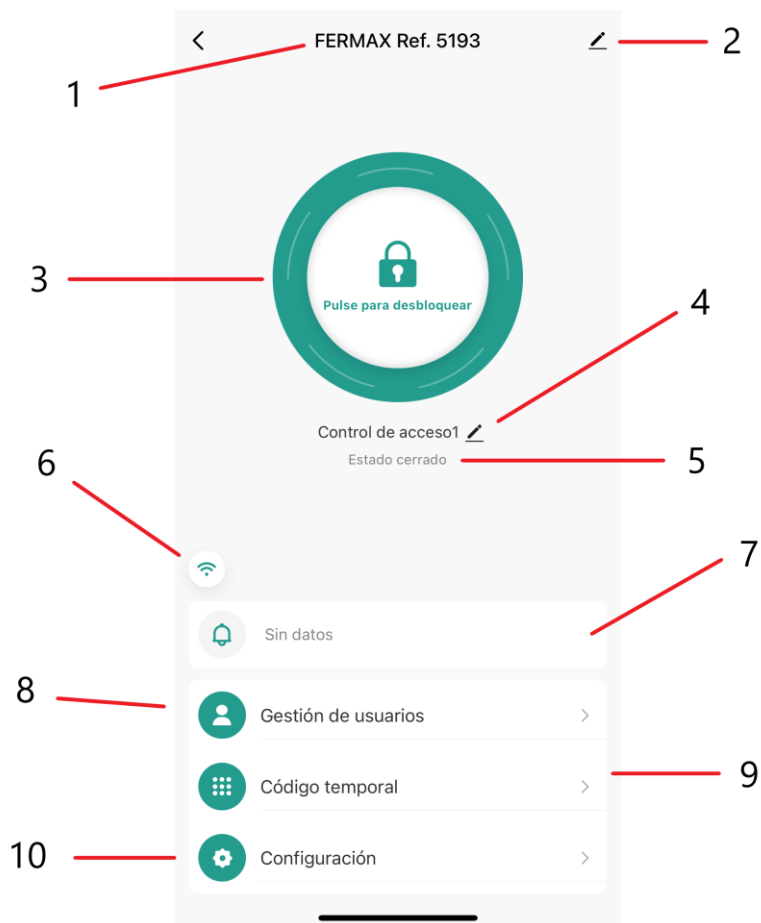 FERMAX Ref. 5193
2
1
3
Pulse para desbloquear
4
Control de acceso1
Estado cerrado
5
6
7
Sin datos
8
Gestión de usuarios
Código temporal
9
10
Configuración